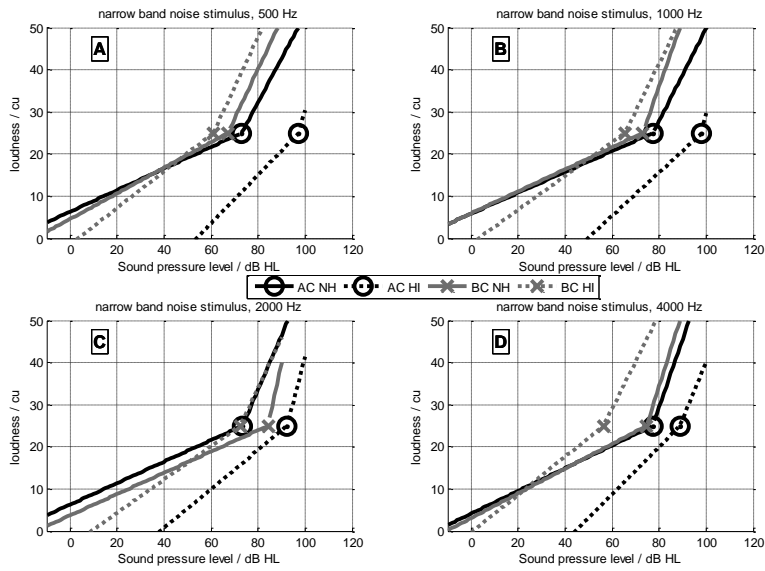 narrow band noise stimulus, 500 Hz
50
40
30
20
10
0
loudness / cu
A
0 20 40 60 80 100 120
Sound pressure level / dB HL
narrow band noise stimulus, 1000 Hz
50
40
30
20
10
0
loudness / cu
B
0 20 40 60 80 100 120
Sound pressure level / dB HL
AC NH AC HI BC NH BC HI
narrow band noise stimulus, 2000 Hz
50
40
30
20
10
0
loudness / cu
C
0 20 40 60 80 100 120
Sound pressure level / dB HL
narrow band noise stimulus, 4000 Hz
50
40
30
20
10
0
loudness / cu
D
0 20 40 60 80 100 120
Sound pressure level / dB HL